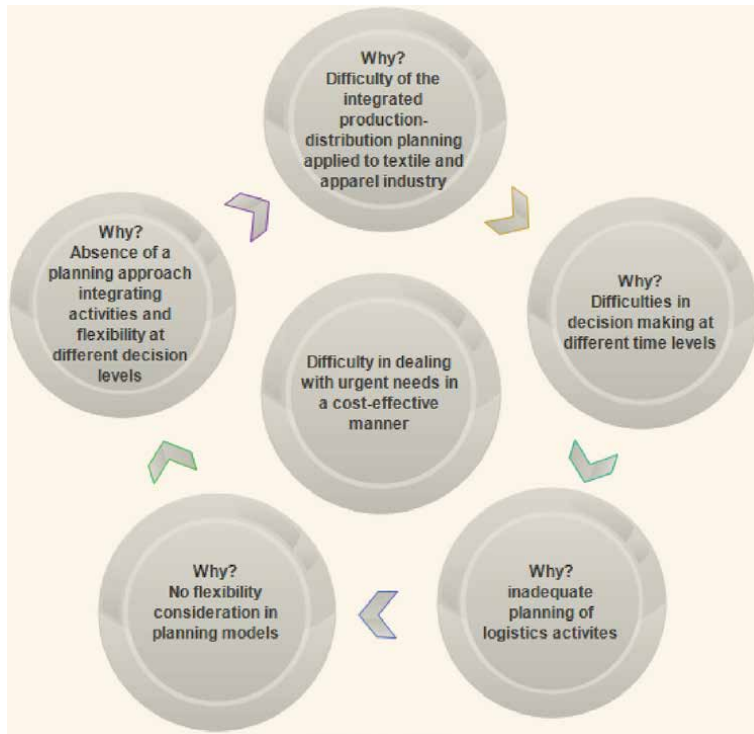 Why?
Difficulty of the
integrated
production-
distribution planning
applied to textile and
apparel industry
Why?
Difficulties in
decision making at
different time levels
Why?
inadequate
planning of
logistics activites
Why?
No flexibility
consideration in
planning models
Why?
Absence of a
planning approach
integrating
activities and
flexibility at
different decision
levels
Difficulty in dealing
with urgent needs in
a cost-effective
manner